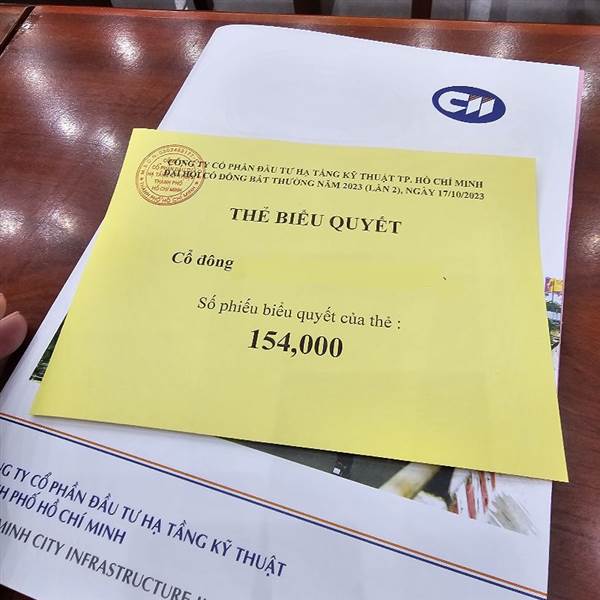 CII
CÔNG TY CỔ PHẦN ĐẦU TƯ HẠ TẦNG KỸ THUẬT TP. HỒ CHÍ MINH
ĐẠI HỘI CỔ ĐÔNG BẤT THƯỜNG NĂM 2023 (LẦN 2), NGÀY 17/10/2023
THẺ BIỂU QUYẾT
Cổ đông
Số phiếu biểu quyết của thẻ :
154,000
TY CỔ PHẦN ĐẦU TƯ HẠ TẦNG KỸ THUẬT
PHỐ HỒ CHÍ MINH
MINH CITY INFRASTRUCTURE